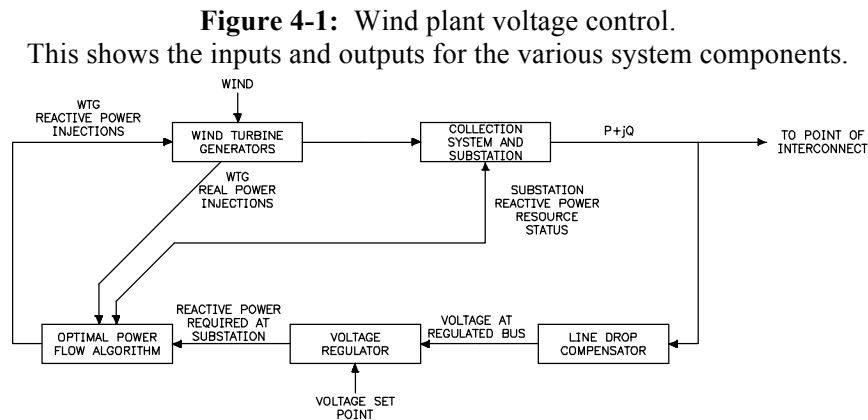 Figure 4-1: Wind plant voltage control.
This shows the inputs and outputs for the various system components.
WIND
WTG
REACTIVE POWER
INJECTIONS
WIND TURBINE
GENERATORS
COLLECTION
SYSTEM AND
SUBSTATION
P+jQ
TO POINT OF
INTERCONNECT
WTG
REAL POWER
INJECTIONS
SUBSTATION
REACTIVE POWER
RESOURCE
STATUS
OPTIMAL POWER
FLOW ALGORITHM
REACTIVE POWER
REQUIRED AT
SUBSTATION
VOLTAGE
REGULATOR
VOLTAGE AT
REGULATED BUS
LINE DROP
COMPENSATOR
VOLTAGE SET
POINT